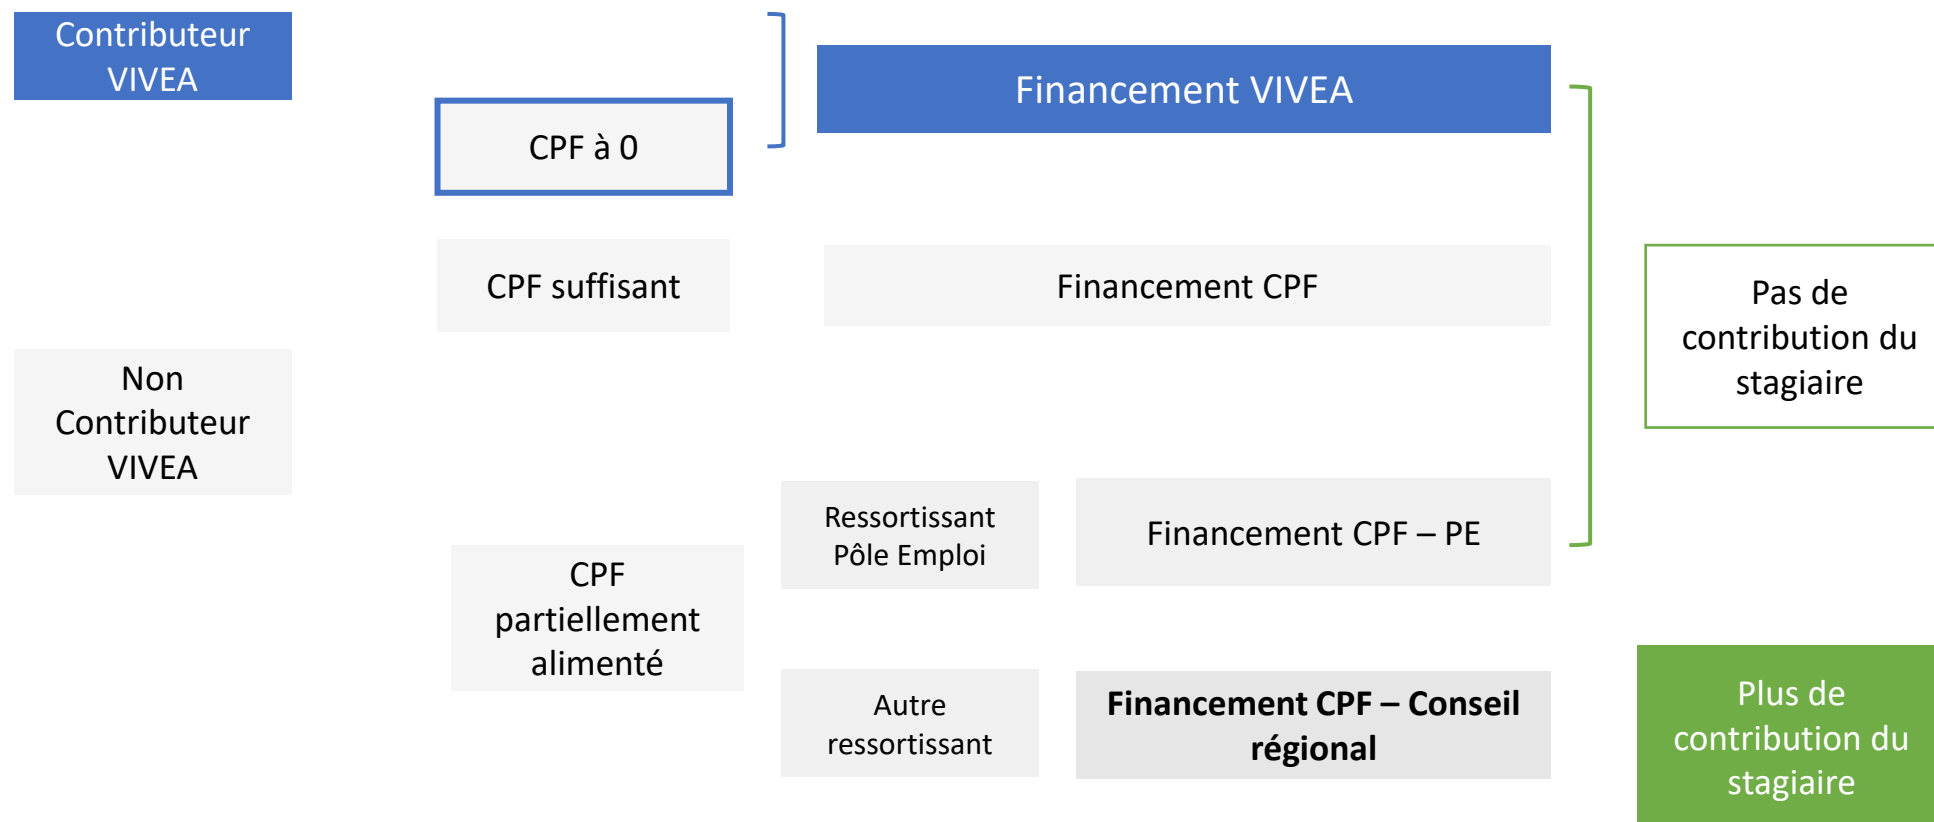 Contributeur
VIVEA
Financement VIVEA
CPF à 0
CPF suffisant
Financement CPF
Pas de
contribution du
stagiaire
Non
Contributeur
VIVEA
Ressortissant
Pôle Emploi
Financement CPF – PE
CPF
partiellement
alimenté
Autre
ressortissant
Financement CPF – Conseil
régional
Plus de
contribution du
stagiaire